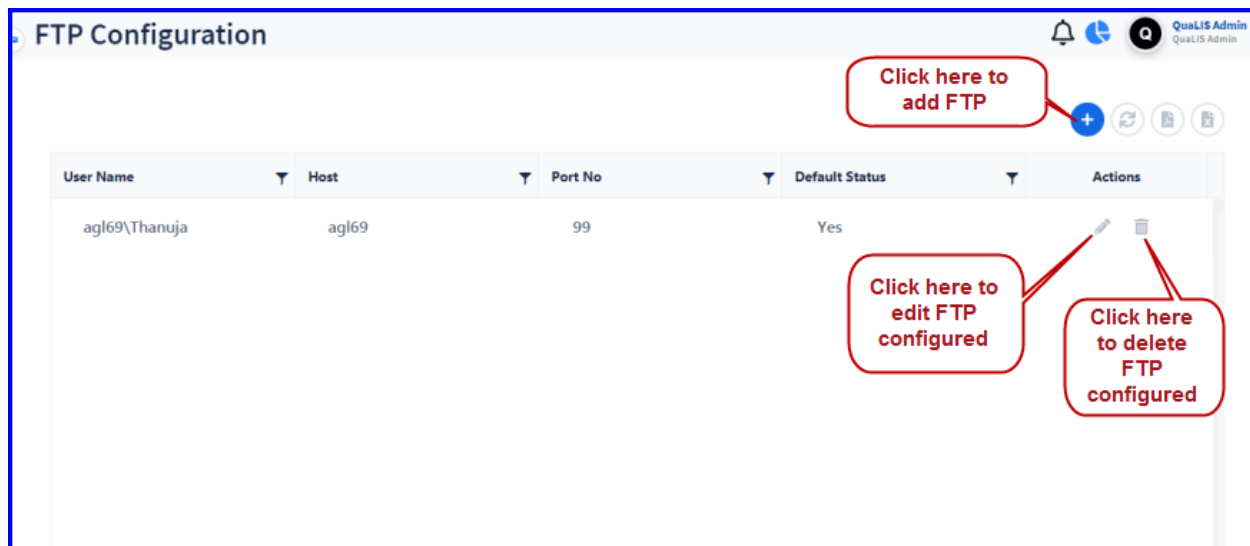 FTP Configuration
Q
QuaLIS Admin
QuaLIS Admin
Click here to
add FTP
User Name
Host
Port No
Default Status
Actions
agl69\Thanuja
agl69
99
Yes
Click here to
edit FTP
configured
Click here
to delete
FTP
configured